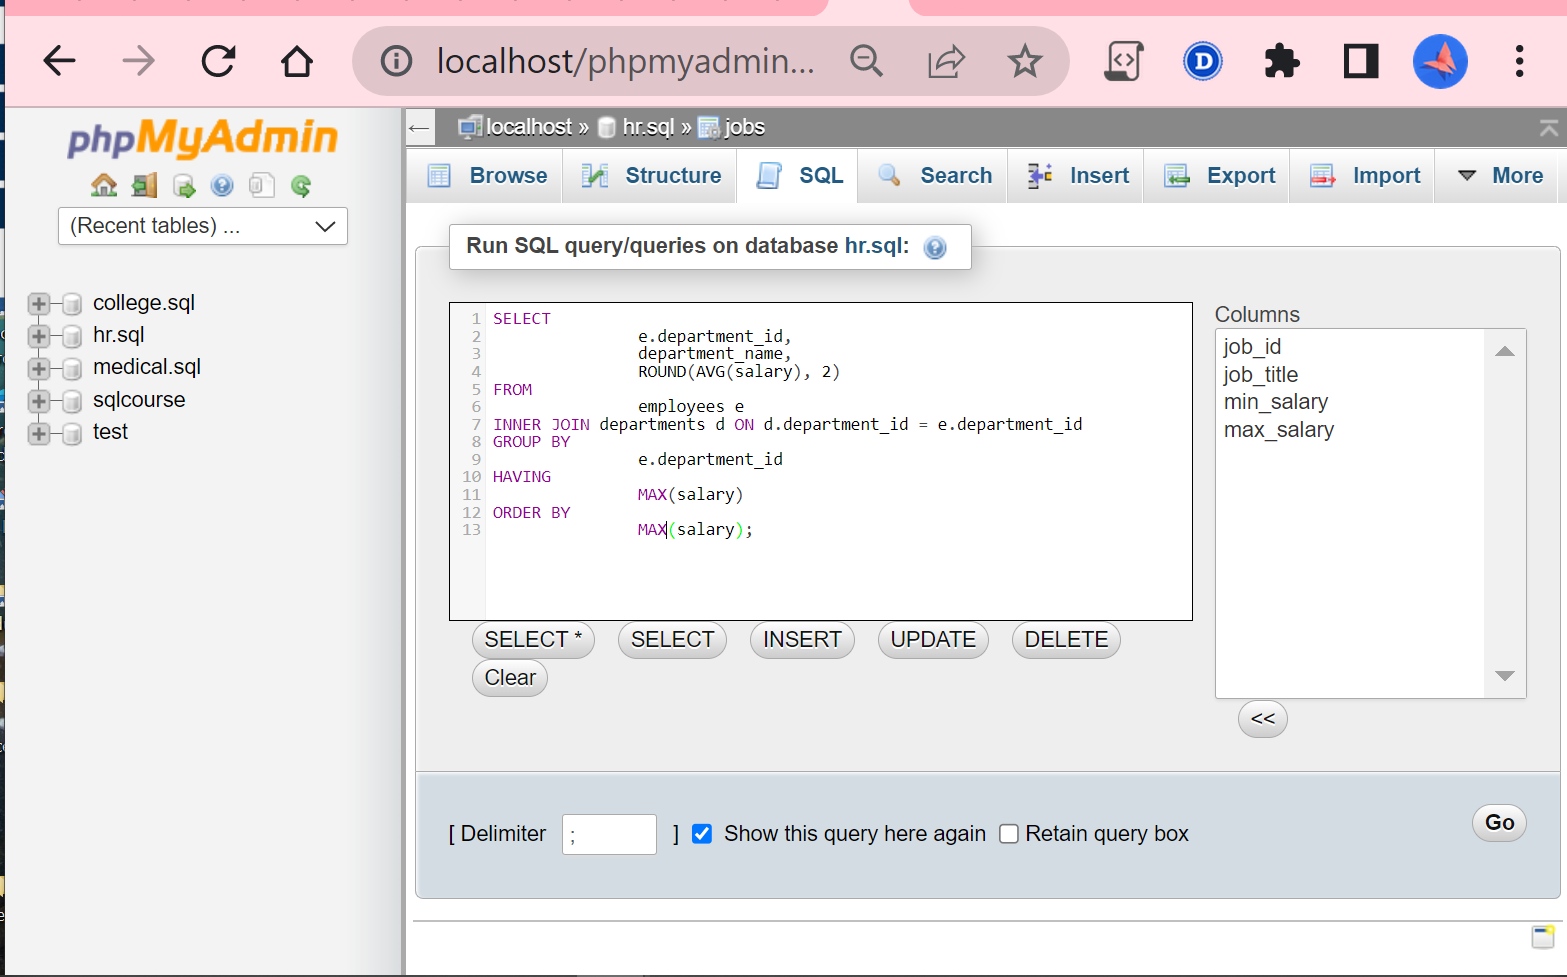 localhost/phpmyadmin...
phpMyAdmin
(Recent tables) ...
college.sql
hr.sql
medical.sql
sqlcourse
test
localhost » hr.sql » jobs
Browse
Structure
SQL
Search
Insert
Export
Import
More
Run SQL query/queries on database hr.sql:
1 SELECT
2 e.department_id,
3 department_name,
4 ROUND(AVG(salary), 2)
5 FROM
6 employees e
7 INNER JOIN departments d ON d.department_id = e.department_id
8 GROUP BY
9 e.department_id
10 HAVING
11 MAX(salary)
12 ORDER BY
13 MAX(salary);
Columns
job_id
job_title
min_salary
max_salary
SELECT *
SELECT
INSERT
UPDATE
DELETE
Clear
<<
[ Delimiter ; ] Show this query here again Retain query box
Go